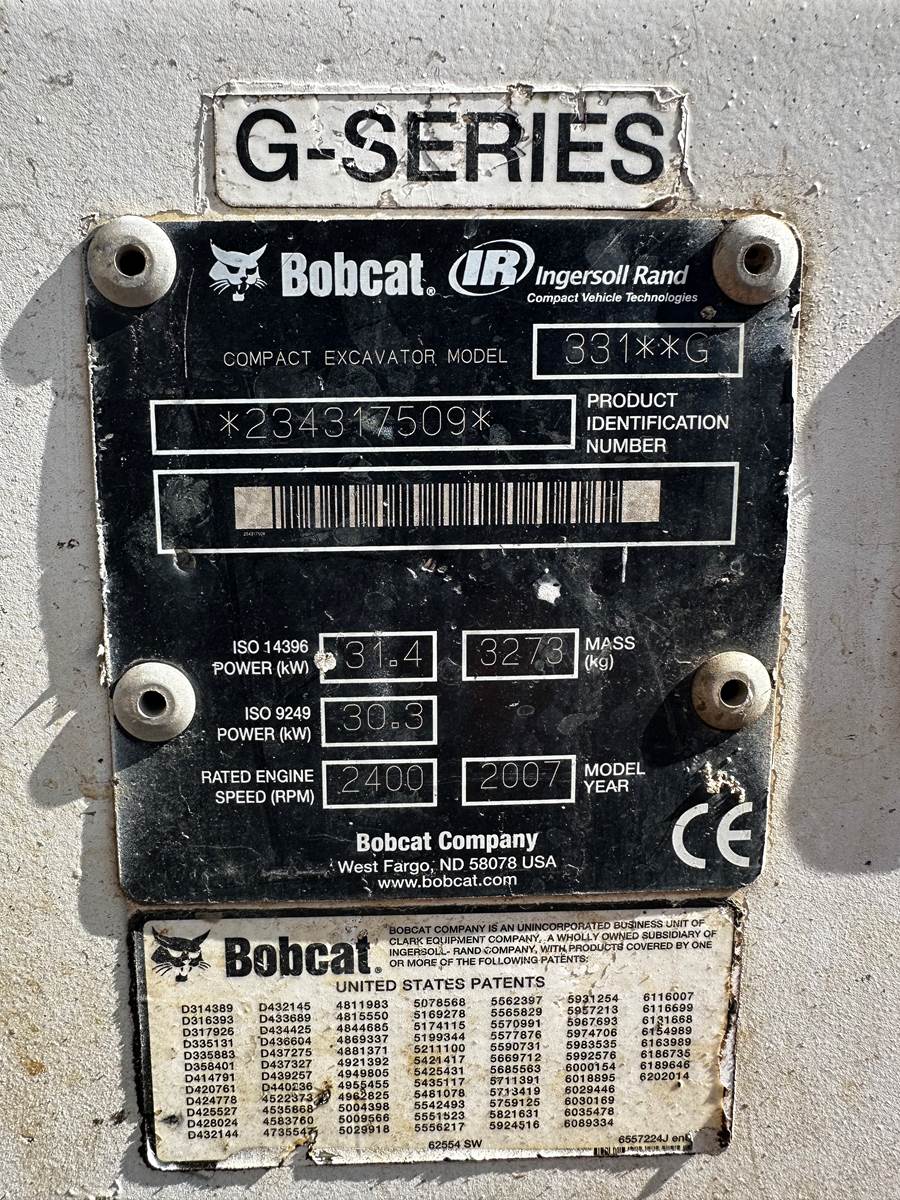 G-SERIES
Bobcat® IR Ingersoll Rand
Compact Vehicle Technologies
COMPACT EXCAVATOR MODEL 331**G
*234317509* PRODUCT
IDENTIFICATION
NUMBER
234317509
ISO 14396
POWER (kW) 31.4 3273 MASS
(kg)
ISO 9249
POWER (kW) 30.3
RATED ENGINE
SPEED (RPM) 2400 2007 MODEL
YEAR
CE
Bobcat Company
West Fargo, ND 58078 USA
www.bobcat.com
Bobcat®
BOBCAT COMPANY IS AN UNINCORPORATED BUSINESS UNIT OF
CLARK EQUIPMENT COMPANY, A WHOLLY OWNED SUBSIDIARY OF
INGERSOLL- RAND COMPANY, WITH PRODUCTS COVERED BY ONE
OR MORE OF THE FOLLOWING PATENTS:
UNITED STATES PATENTS
D314389 D432145 4811983 5078568 5562397 5931254 6116007
D316393 D433689 4815550 5169278 5565829 5957213 6116699
D317926 D434425 4844685 5174115 5570991 5967693 6131668
D335131 D436604 4869337 5199344 5577876 5974706 6154989
D335883 D437275 4881371 5211100 5590731 5983535 6163989
D358401 D437327 4921392 5421417 5669712 5992576 6186735
D414791 D439257 4949805 5425431 5685563 6000154 6189646
D420761 D440236 4955455 5435117 5711391 6018895 6202014
D424778 4522373 4962825 5481078 5713419 6029446
D425527 4535868 5004398 5542493 5759125 6030169
D428024 4583760 5009566 5551523 5821631 6035478
D432144 4735547 5029918 5556217 5924516 6089334
62554 SW 6557224J enUS